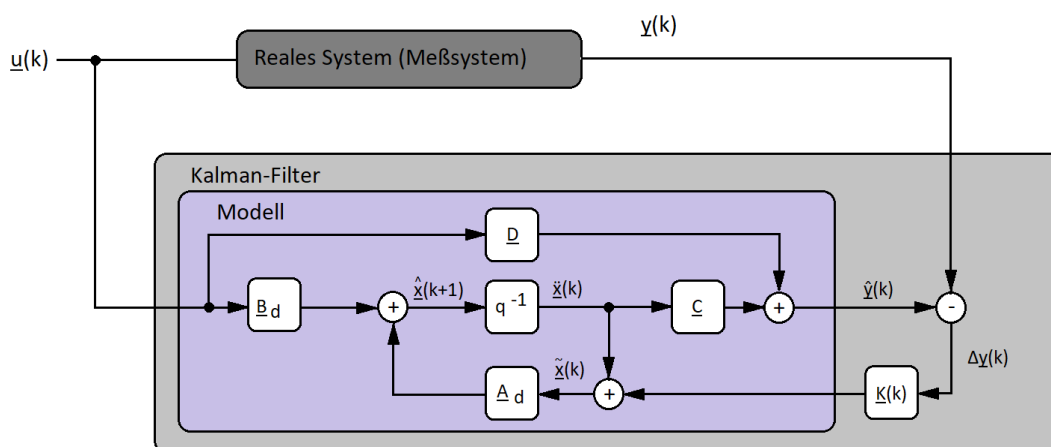 y(k)
u(k)
Reales System (Meßsystem)
Kalman-Filter
Modell
D
B d
+
x̂(k+1)
q -1
ẍ(k)
C
+
ŷ(k)
-
Δy(k)
A d
x̃(k)
+
K(k)